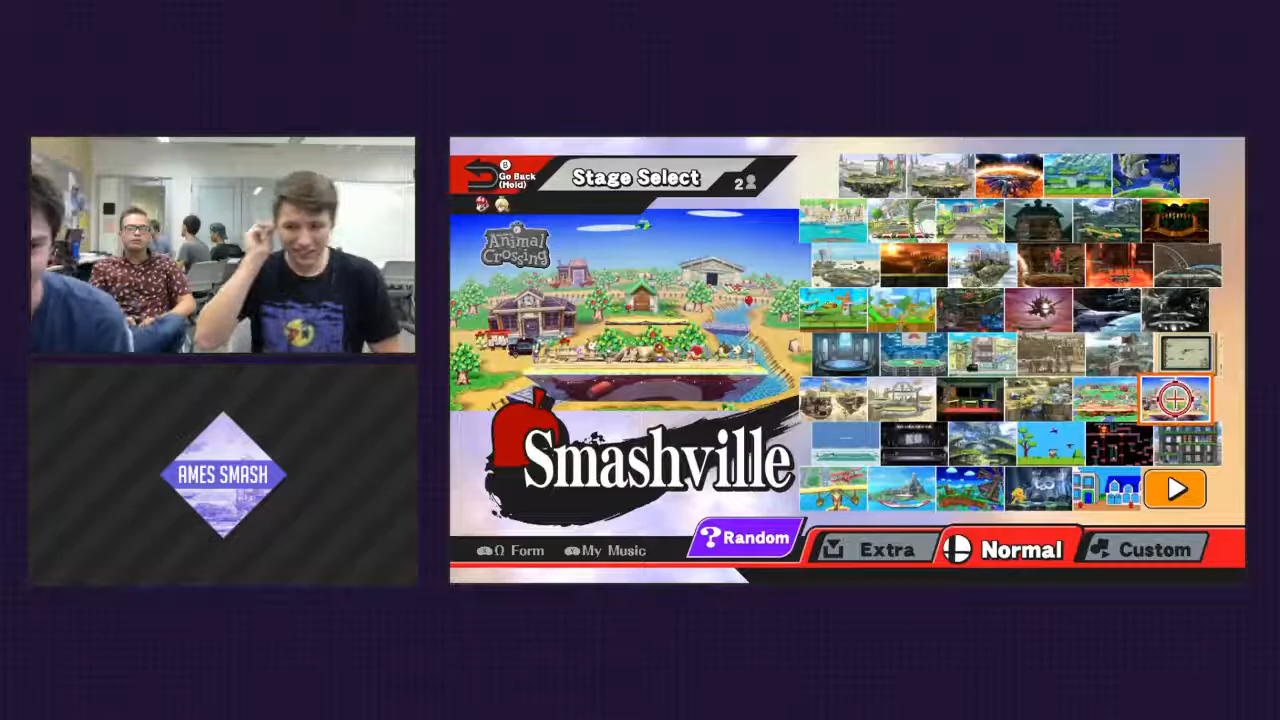 B
Go Back
(Hold)
Stage Select
2
Animal
Crossing
Smashville
AMES SMASH
Ω Form
My Music
? Random
Extra
Normal
Custom